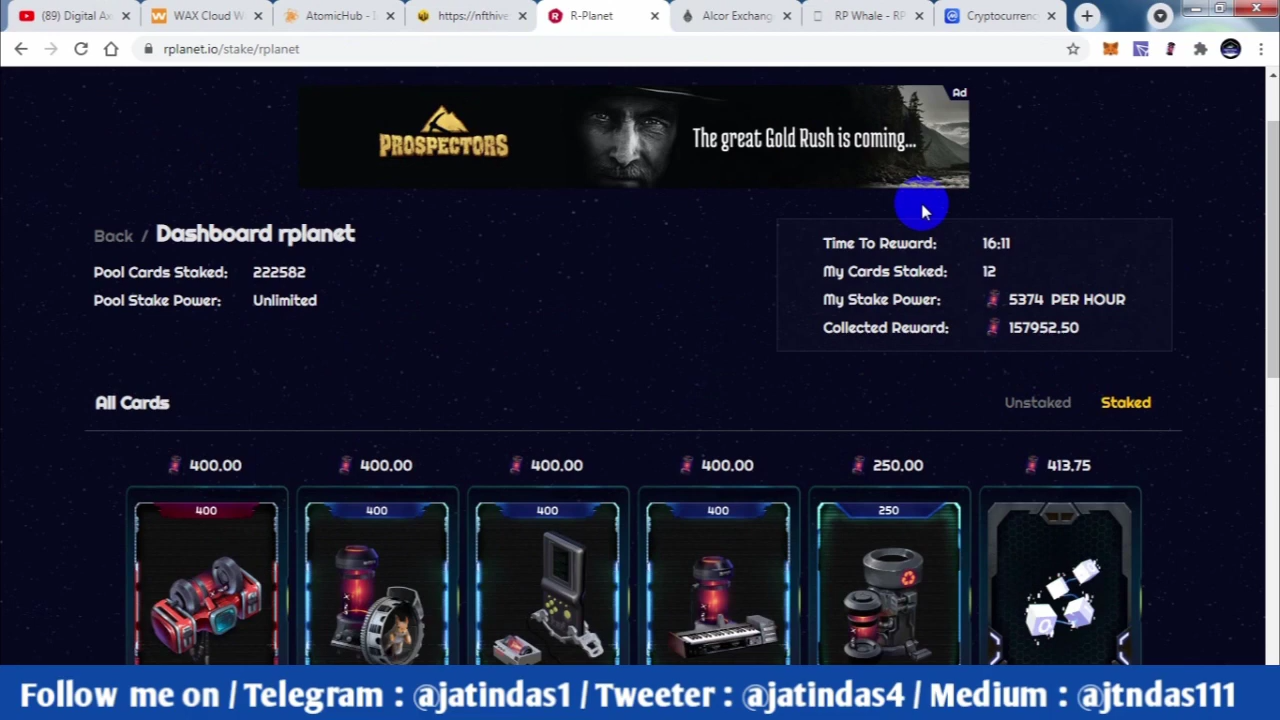 (89) Digital Ax
WAX Cloud W
AtomicHub - I
https://nfthive
R-Planet
Alcor Exchang
RP Whale - RP
Cryptocurrenc
rplanet.io/stake/rplanet
Ad
PROSPECTORS
The great Gold Rush is coming...
Back / Dashboard rplanet
Pool Cards Staked: 222582
Pool Stake Power: Unlimited
Time To Reward: 16:11
My Cards Staked: 12
My Stake Power: 5374 PER HOUR
Collected Reward: 157952.50
All Cards
Unstaked Staked
400.00 400.00 400.00 400.00 250.00 413.75
400 400 400 400 250
Follow me on / Telegram : @jatindas1 / Tweeter : @jatindas4 / Medium : @jtndas111